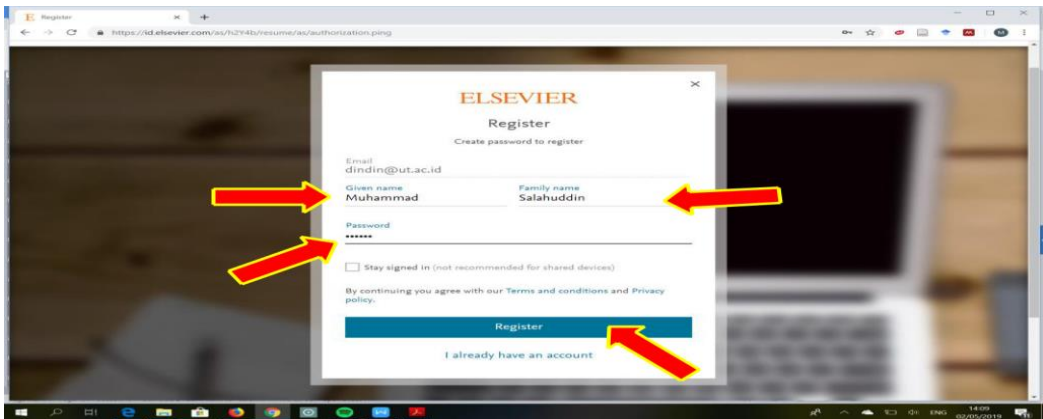 Register
https://id.elsevier.com/as/h2Y4b/resume/as/authorization.ping
ELSEVIER
Register
Create password to register
Email
dindin@ut.ac.id
Given name Family name
Muhammad Salahuddin
Password
••••••
Stay signed in (not recommended for shared devices)
By continuing you agree with our Terms and conditions and Privacy
policy.
Register
I already have an account
ENG
14:09
02/05/2019